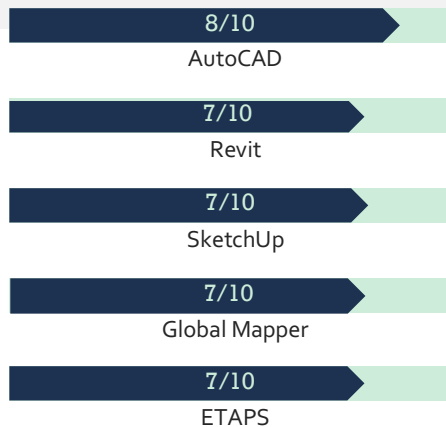 8/10
AutoCAD
7/10
Revit
7/10
SketchUp
7/10
Global Mapper
7/10
ETAPS